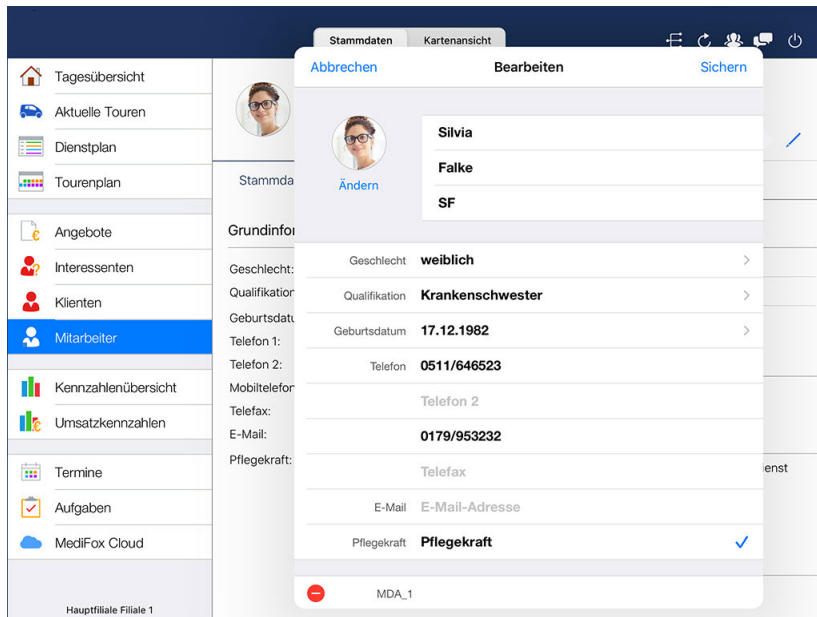 Stammdaten Kartenansicht
Tagesübersicht
Aktuelle Touren
Dienstplan
Tourenplan
Angebote
Interessenten
Klienten
Mitarbeiter
Kennzahlenübersicht
Umsatzkennzahlen
Termine
Aufgaben
MediFox Cloud
Hauptfiliale Filiale 1
Stammda
Grundinfor
Geschlecht:
Qualifikation
Geburtsdatu
Telefon 1:
Telefon 2:
Mobiltelefon
Telefax:
E-Mail:
Pflegekraft:
Abbrechen Bearbeiten Sichern
Ändern
Silvia
Falke
SF
Geschlecht weiblich
Qualifikation Krankenschwester
Geburtsdatum 17.12.1982
Telefon 0511/646523
Telefon 2
0179/953232
Telefax
E-Mail E-Mail-Adresse
Pflegekraft Pflegekraft
MDA_1
ienst